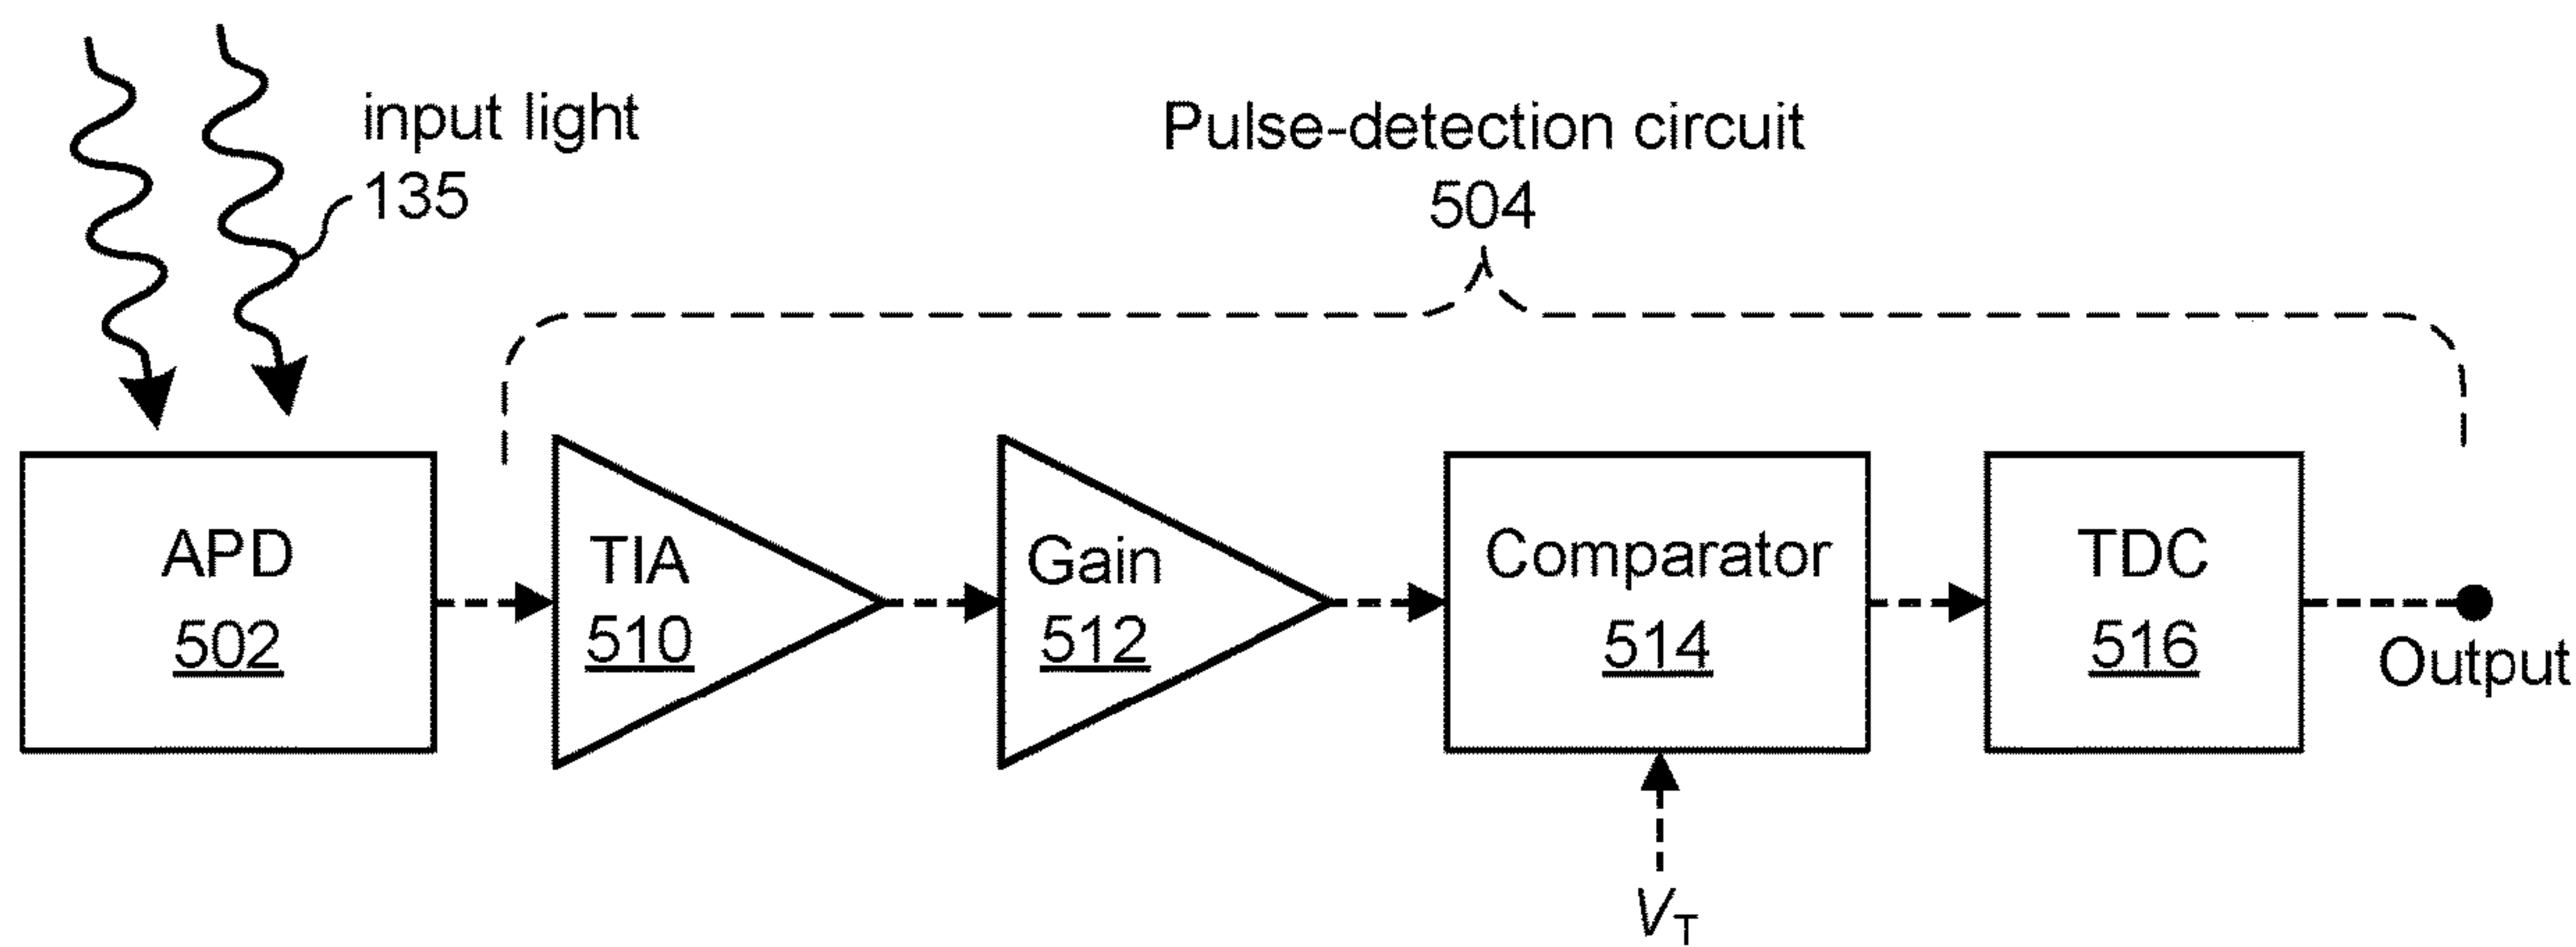 input light
135
Pulse-detection circuit
504
APD
502
TIA
510
Gain
512
Comparator
514
TDC
516
Output
VT